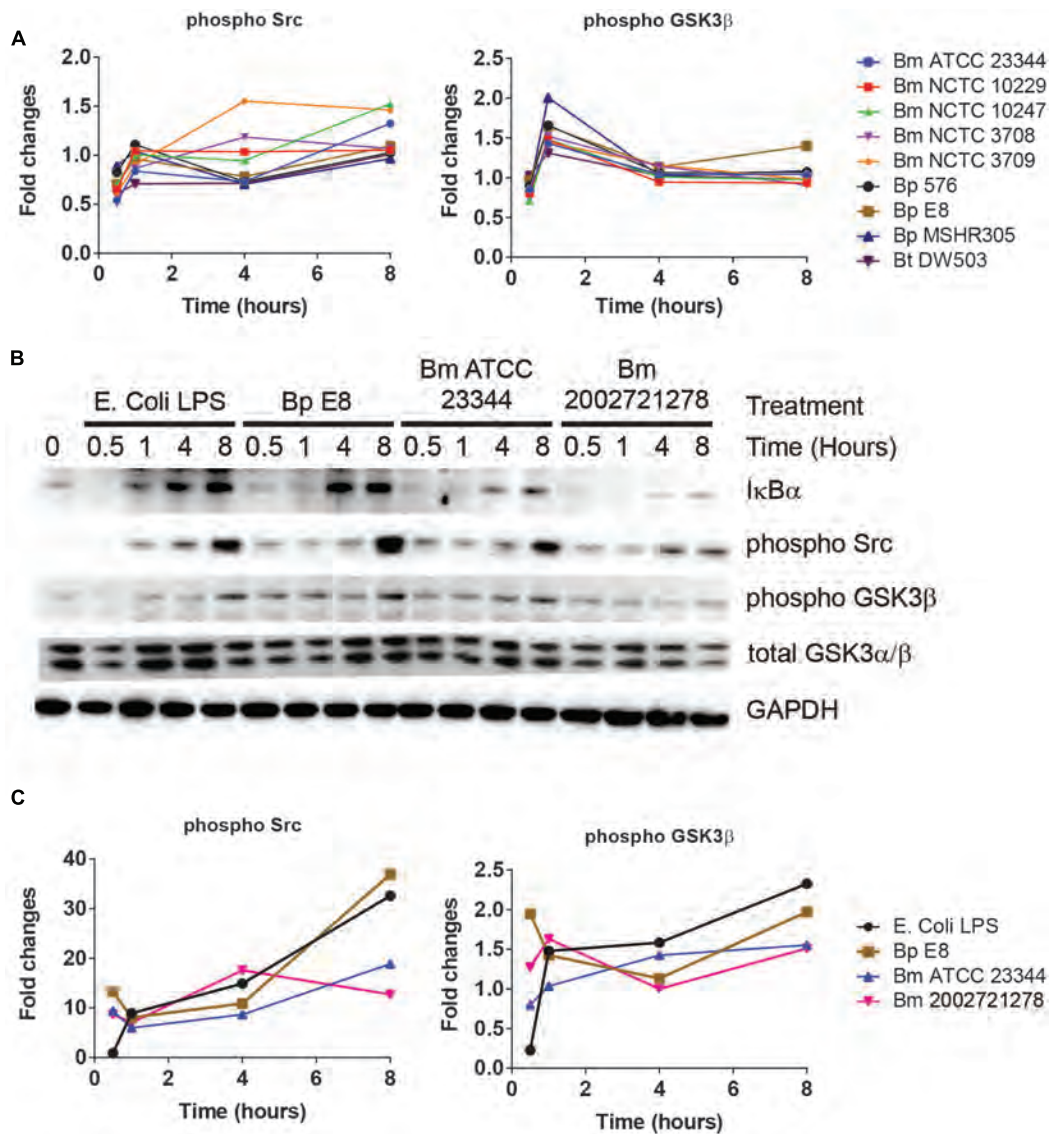 A
phospho Src
Fold changes
2.0
1.5
1.0
0.5
0.0
0 2 4 6 8
Time (hours)
phospho GSK3β
Fold changes
2.5
2.0
1.5
1.0
0.5
0.0
0 2 4 6 8
Time (hours)
Bm ATCC 23344
Bm NCTC 10229
Bm NCTC 10247
Bm NCTC 3708
Bm NCTC 3709
Bp 576
Bp E8
Bp MSHR305
Bt DW503
B
E. Coli LPS
Bp E8
Bm ATCC
23344
Bm
2002721278
Treatment
0 0.5 1 4 8 0.5 1 4 8 0.5 1 4 8 0.5 1 4 8 Time (Hours)
IκBα
phospho Src
phospho GSK3β
total GSK3α/β
GAPDH
C
phospho Src
Fold changes
40
30
20
10
0
0 2 4 6 8
Time (hours)
phospho GSK3β
Fold changes
2.5
2.0
1.5
1.0
0.5
0.0
0 2 4 6 8
Time (hours)
E. Coli LPS
Bp E8
Bm ATCC 23344
Bm 2002721278